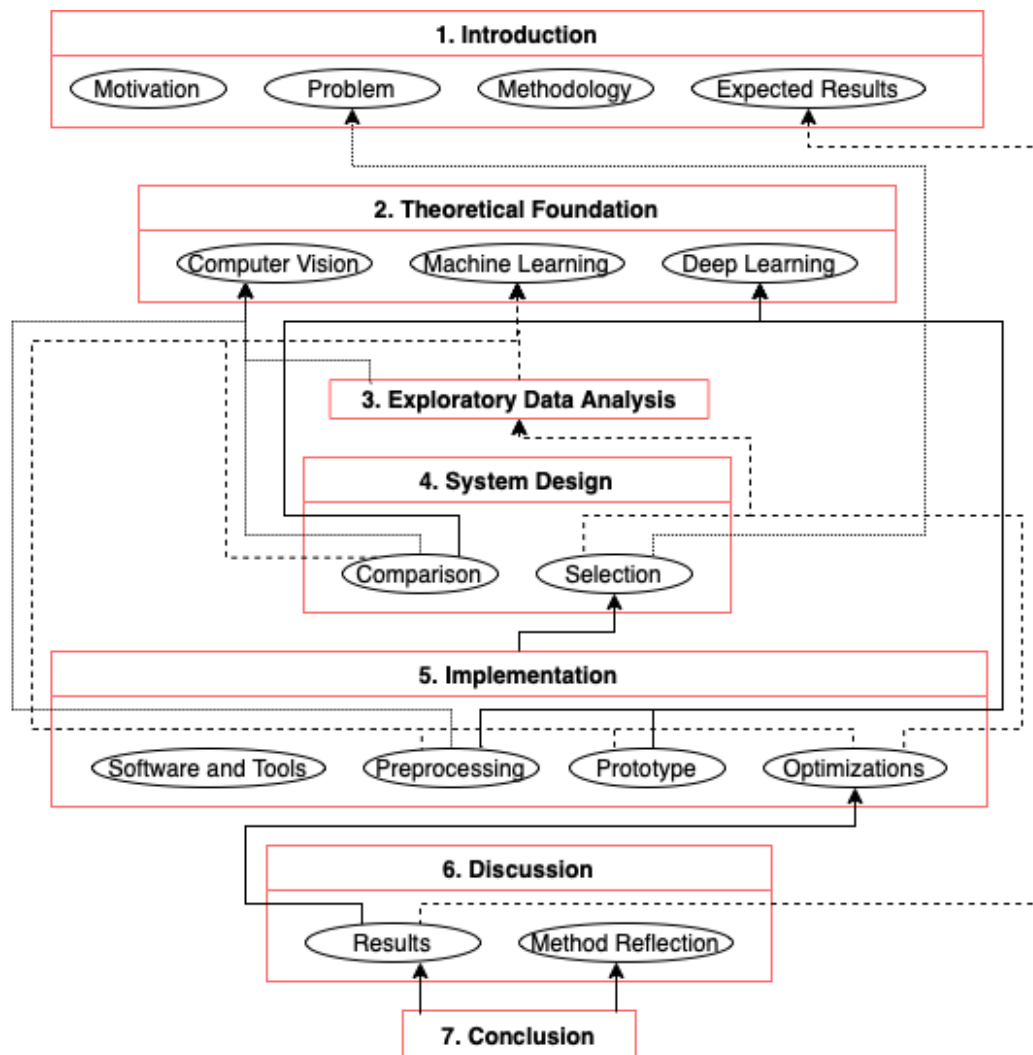 1. Introduction
Motivation Problem Methodology Expected Results
2. Theoretical Foundation
Computer Vision Machine Learning Deep Learning
3. Exploratory Data Analysis
4. System Design
Comparison Selection
5. Implementation
Software and Tools Preprocessing Prototype Optimizations
6. Discussion
Results Method Reflection
7. Conclusion